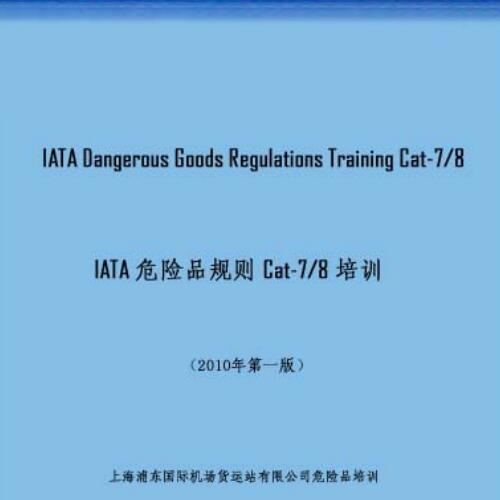 IATA Dangerous Goods Regulations Training Cat-7/8
IATA 危险品规则 Cat-7/8 培训
（2010年第一版）
上海浦东国际机场货运站有限公司危险品培训